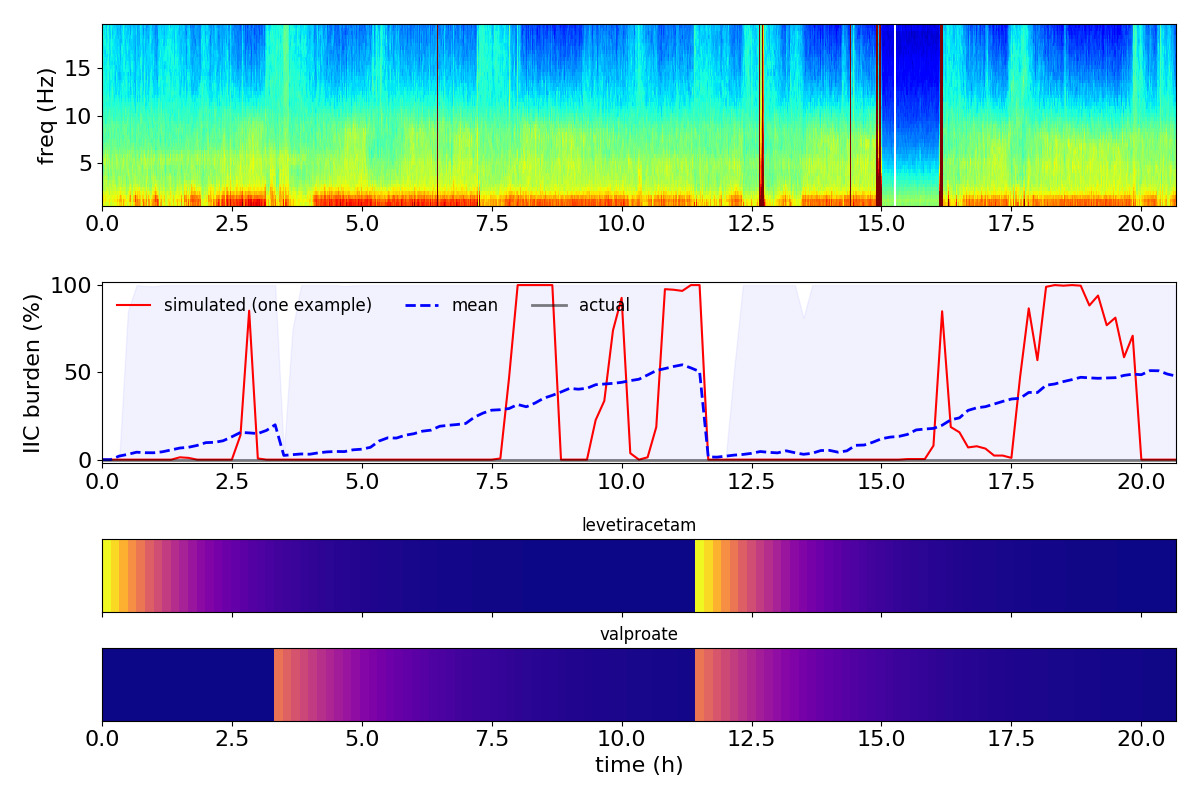 freq (Hz)
15
10
5
0.0 2.5 5.0 7.5 10.0 12.5 15.0 17.5 20.0
IIC burden (%)
100
50
0
simulated (one example) mean actual
0.0 2.5 5.0 7.5 10.0 12.5 15.0 17.5 20.0
levetiracetam
valproate
0.0 2.5 5.0 7.5 10.0 12.5 15.0 17.5 20.0
time (h)